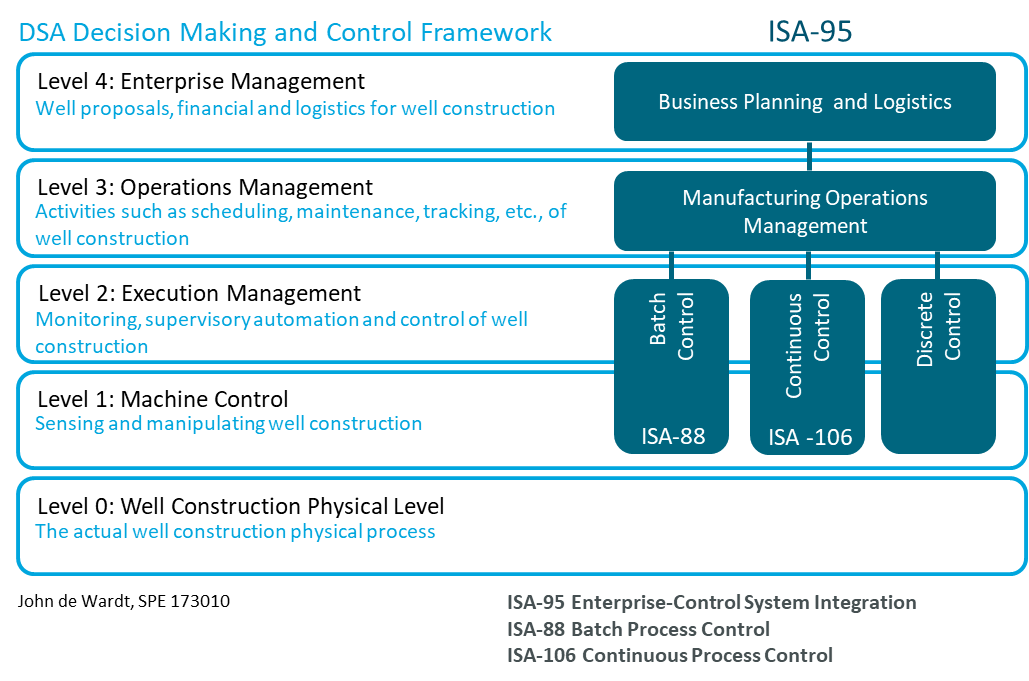 DSA Decision Making and Control Framework
ISA-95
Level 4: Enterprise Management
Well proposals, financial and logistics for well construction
Business Planning and Logistics
Level 3: Operations Management
Activities such as scheduling, maintenance, tracking, etc., of
well construction
Manufacturing Operations
Management
Level 2: Execution Management
Monitoring, supervisory automation and control of well
construction
Batch
Control
Continuous
Control
Discrete
Control
Level 1: Machine Control
Sensing and manipulating well construction
ISA-88
ISA -106
Level 0: Well Construction Physical Level
The actual well construction physical process
John de Wardt, SPE 173010
ISA-95 Enterprise-Control System Integration
ISA-88 Batch Process Control
ISA-106 Continuous Process Control